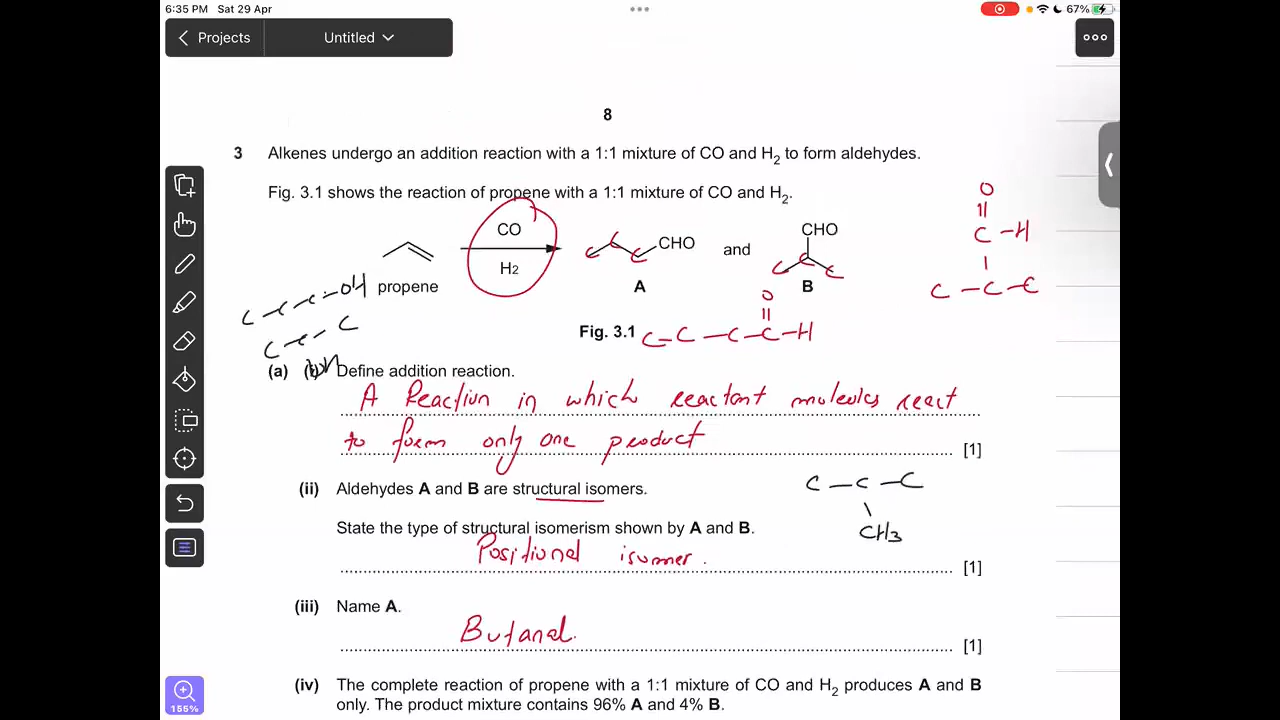 6:35 PM Sat 29 Apr
67%
Projects
Untitled
8
3 Alkenes undergo an addition reaction with a 1:1 mixture of CO and H2 to form aldehydes.
Fig. 3.1 shows the reaction of propene with a 1:1 mixture of CO and H2.
O
||
C – H
|
C – C – C
CO
H2
propene
CHO
A
and
CHO
B
C – C – C – OH
C – C – C
O
||
Fig. 3.1 C – C – C – C – H
(a) Define addition reaction.
A Reaction in which reactant molecules react
to form only one product [1]
(ii) Aldehydes A and B are structural isomers.
C – C – C
CH3
State the type of structural isomerism shown by A and B.
Positional isomer. [1]
(iii) Name A.
Butanal. [1]
(iv) The complete reaction of propene with a 1:1 mixture of CO and H2 produces A and B
only. The product mixture contains 96% A and 4% B.
155%